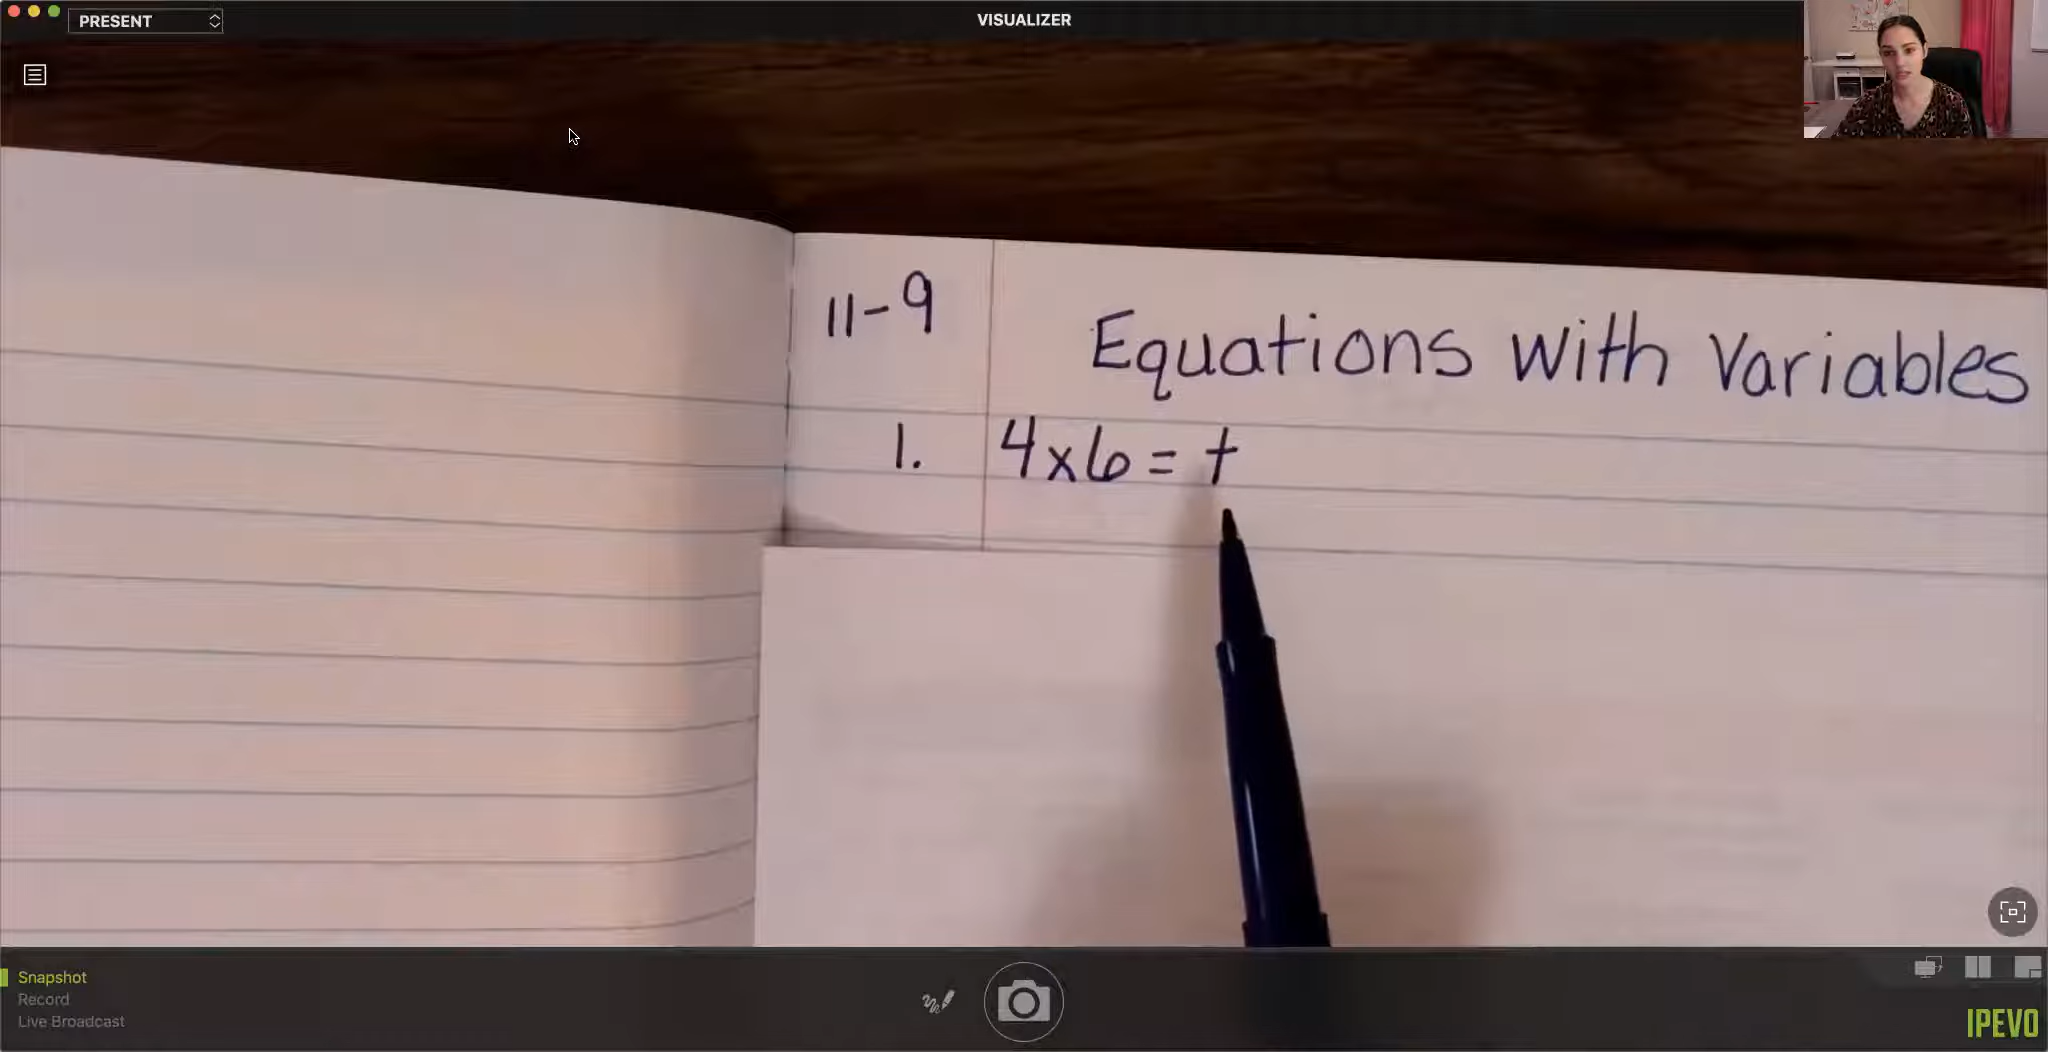 PRESENT
VISUALIZER
11-9
Equations with Variables
1. 4x6 = t
Snapshot
Record
Live Broadcast
IPEVO